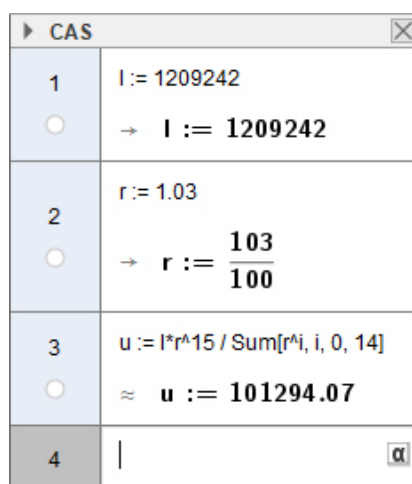 CAS
1
l := 1209242
→ l := 1209242
2
r := 1.03
→ r := 103/100
3
u := l*r^15 / Sum[r^i, i, 0, 14]
≈ u := 101294.07
4
α